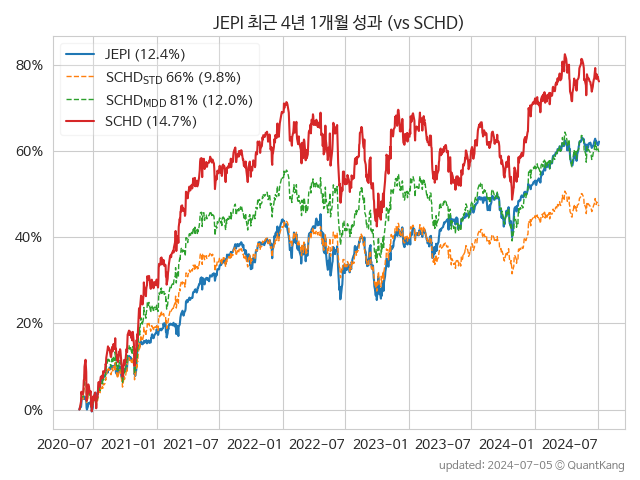 JEPI 최근 4년 1개월 성과 (vs SCHD)
JEPI (12.4%)
SCHD_STD 66% (9.8%)
SCHD_MDD 81% (12.0%)
SCHD (14.7%)
80%
60%
40%
20%
0%
2020-07 2021-01 2021-07 2022-01 2022-07 2023-01 2023-07 2024-01 2024-07
updated: 2024-07-05 © QuantKang